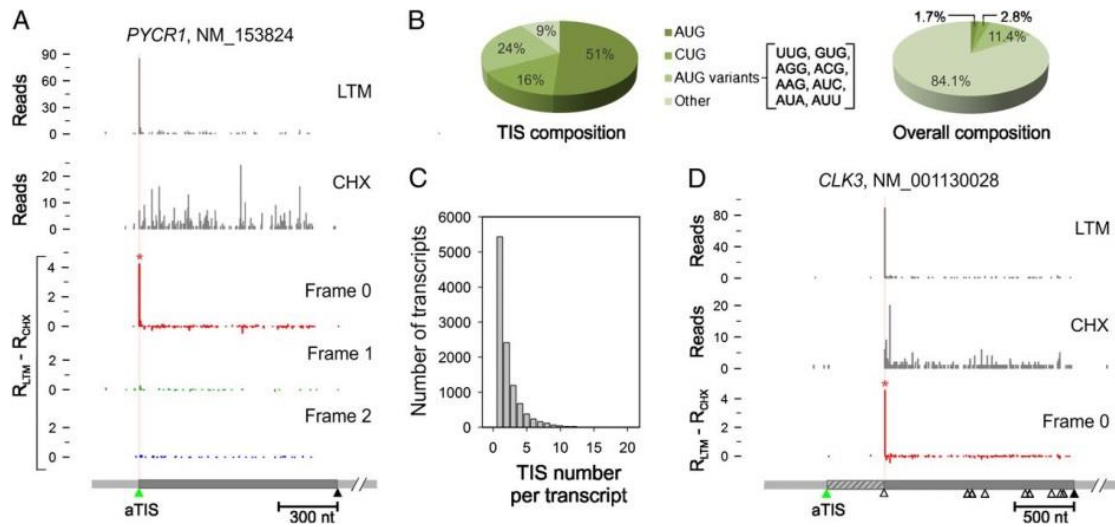 A
PYCR1, NM_153824
90
60
30
0
Reads
LTM
20
10
0
Reads
CHX
4
2
0
*
Frame 0
2
0
Frame 1
2
0
Frame 2
R_LTM - R_CHX
aTIS
300 nt
B
9%
24%
16%
51%
TIS composition
AUG
CUG
AUG variants
Other
UUG, GUG,
AGG, ACG,
AAG, AUC,
AUA, AUU
1.7%
2.8%
11.4%
84.1%
Overall composition
C
6000
5000
4000
3000
2000
1000
0
Number of transcripts
0 5 10 15 20
TIS number
per transcript
D
CLK3, NM_001130028
80
40
0
Reads
LTM
20
10
0
Reads
CHX
4
2
0
R_LTM - R_CHX
*
Frame 0
aTIS
500 nt